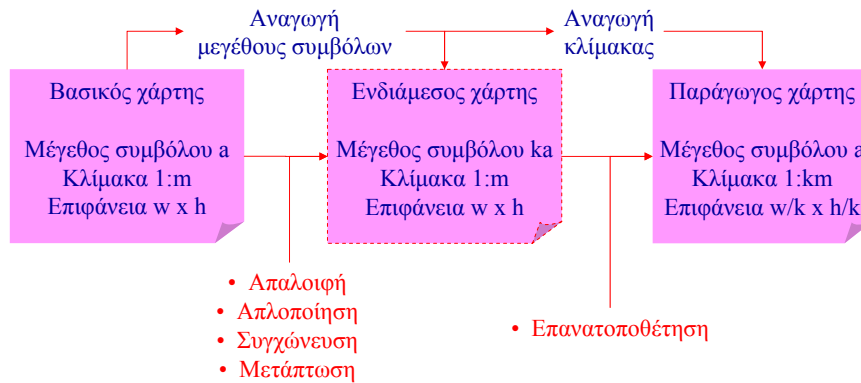 Αναγωγή
μεγέθους συμβόλων
Αναγωγή
κλίμακας
Βασικός χάρτης
Μέγεθος συμβόλου a
Κλίμακα 1:m
Επιφάνεια w x h
Ενδιάμεσος χάρτης
Μέγεθος συμβόλου ka
Κλίμακα 1:m
Επιφάνεια w x h
Παράγωγος χάρτης
Μέγεθος συμβόλου a
Κλίμακα 1:km
Επιφάνεια w/k x h/k
• Απαλοιφή
• Απλοποίηση
• Συγχώνευση
• Μετάπτωση
• Επανατοποθέτηση